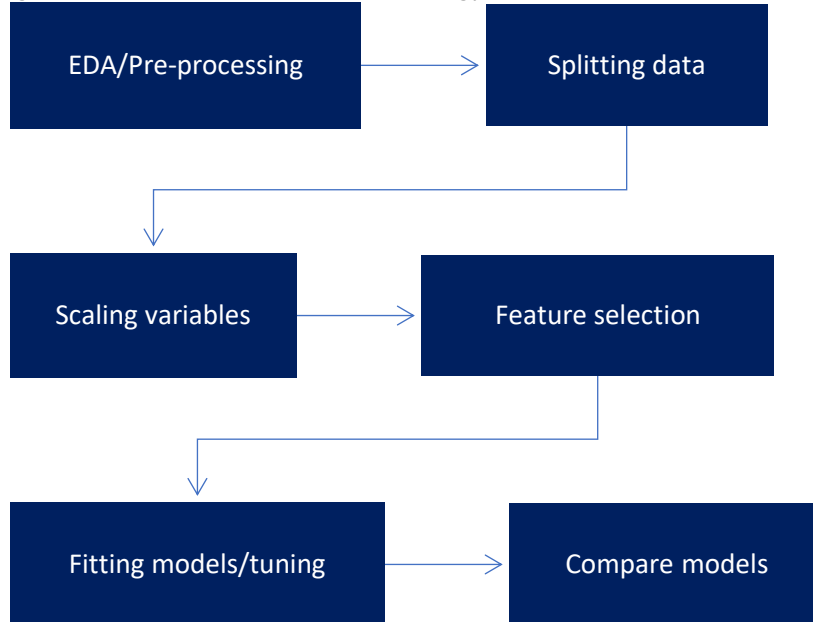 EDA/Pre-processing
Splitting data
Scaling variables
Feature selection
Fitting models/tuning
Compare models